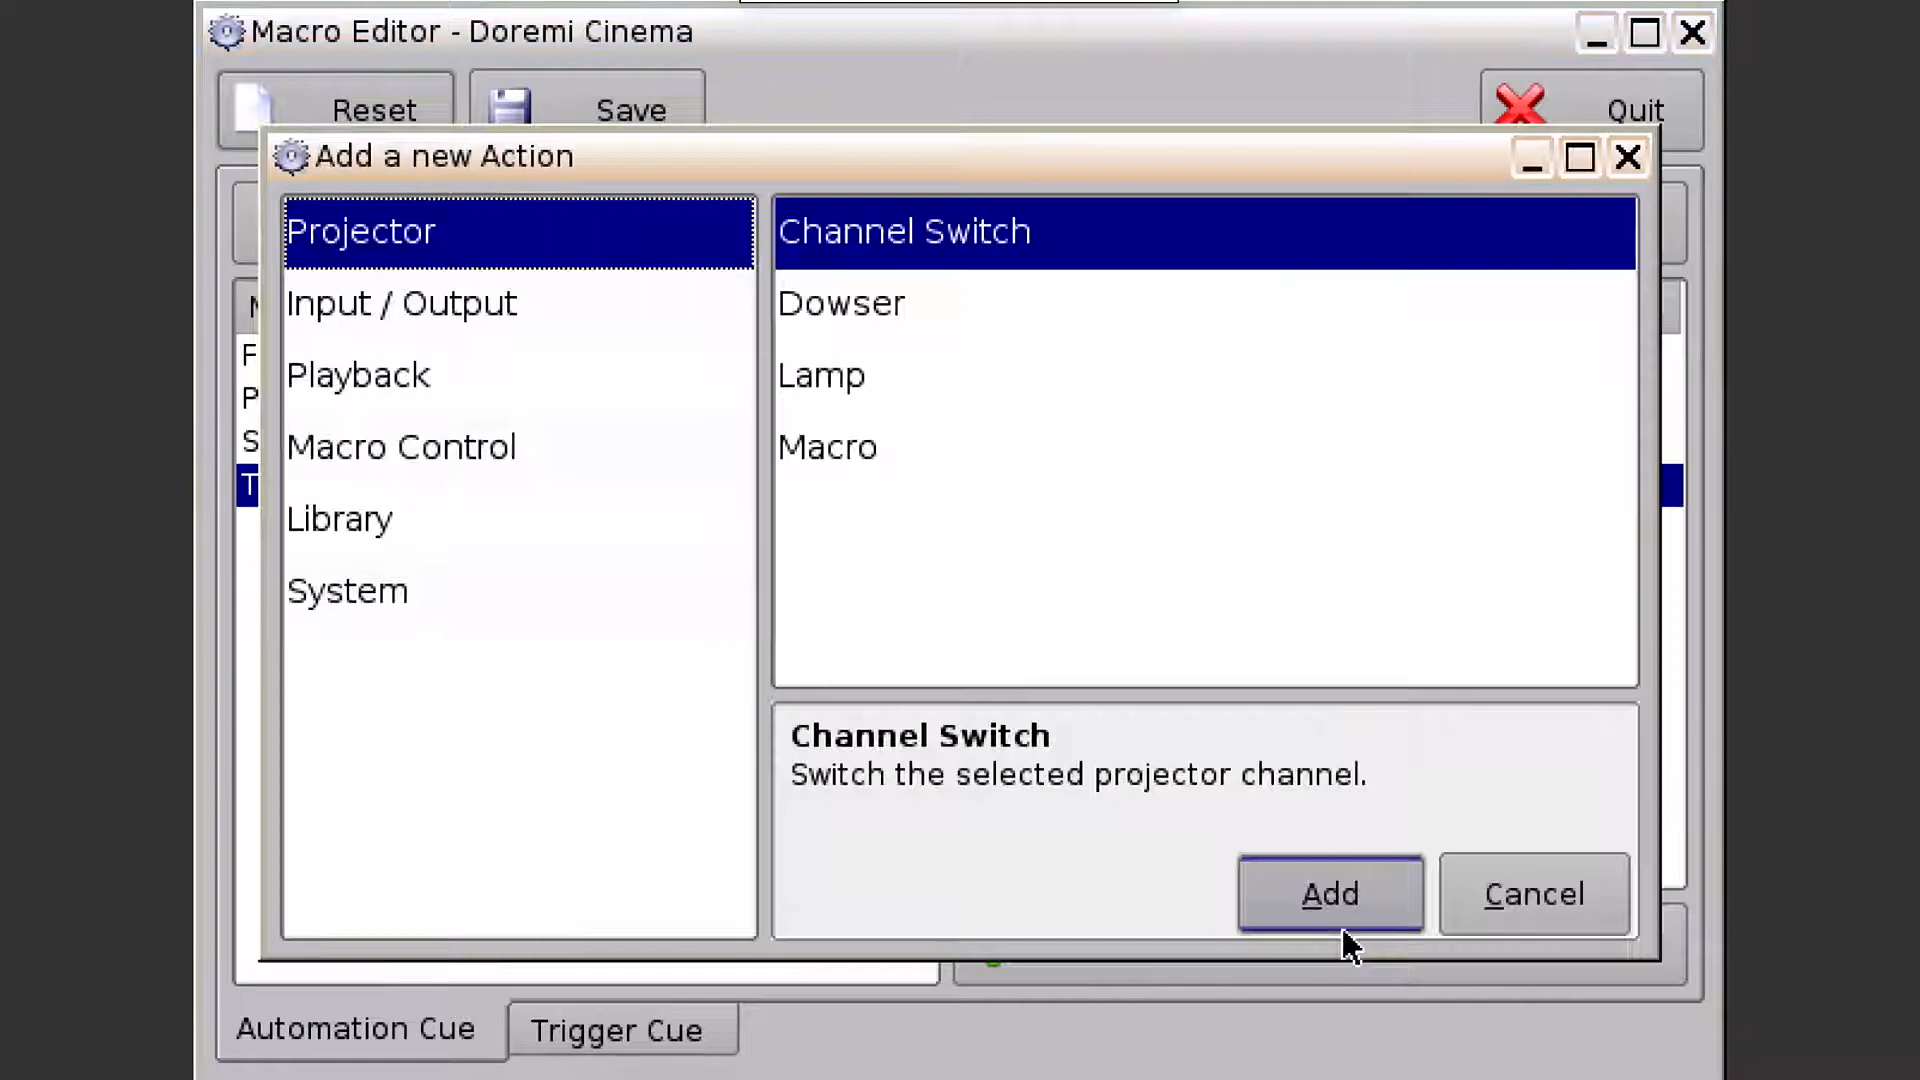 Macro Editor - Doremi Cinema
Reset
Save
Quit
Add a new Action
Projector
Input / Output
Playback
Macro Control
Library
System
Channel Switch
Dowser
Lamp
Macro
Channel Switch
Switch the selected projector channel.
Add
Cancel
F
P
S
T
Automation Cue
Trigger Cue